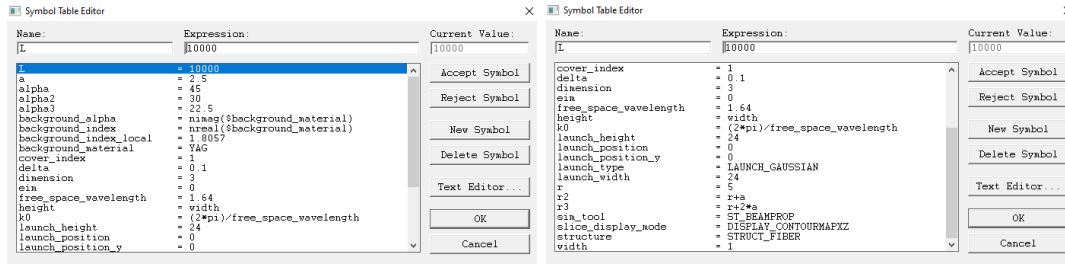 Symbol Table Editor
Name:
Expression:
Current Value:
L
10000
10000
L = 10000
a = 2.5
alpha = 45
alpha2 = 30
alpha3 = 22.5
background_alpha = nimag($background_material)
background_index = nreal($background_material)
background_index_local = 1.8057
background_material = YAG
cover_index = 1
delta = 0.1
dimension = 3
eim = 0
free_space_wavelength = 1.64
height = width
k0 = (2*pi)/free_space_wavelength
launch_height = 24
launch_position = 0
launch_position_y = 0
Accept Symbol
Reject Symbol
New Symbol
Delete Symbol
Text Editor...
OK
Cancel
Symbol Table Editor
Name:
Expression:
Current Value:
L
10000
10000
cover_index = 1
delta = 0.1
dimension = 3
eim = 0
free_space_wavelength = 1.64
height = width
k0 = (2*pi)/free_space_wavelength
launch_height = 24
launch_position = 0
launch_position_y = 0
launch_type = LAUNCH_GAUSSIAN
launch_width = 24
r = 5
r2 = r+a
r3 = r+2*a
sim_tool = ST_BEAMPROP
slice_display_mode = DISPLAY_CONTOURMAPXZ
structure = STRUCT_FIBER
width = 1
Accept Symbol
Reject Symbol
New Symbol
Delete Symbol
Text Editor...
OK
Cancel